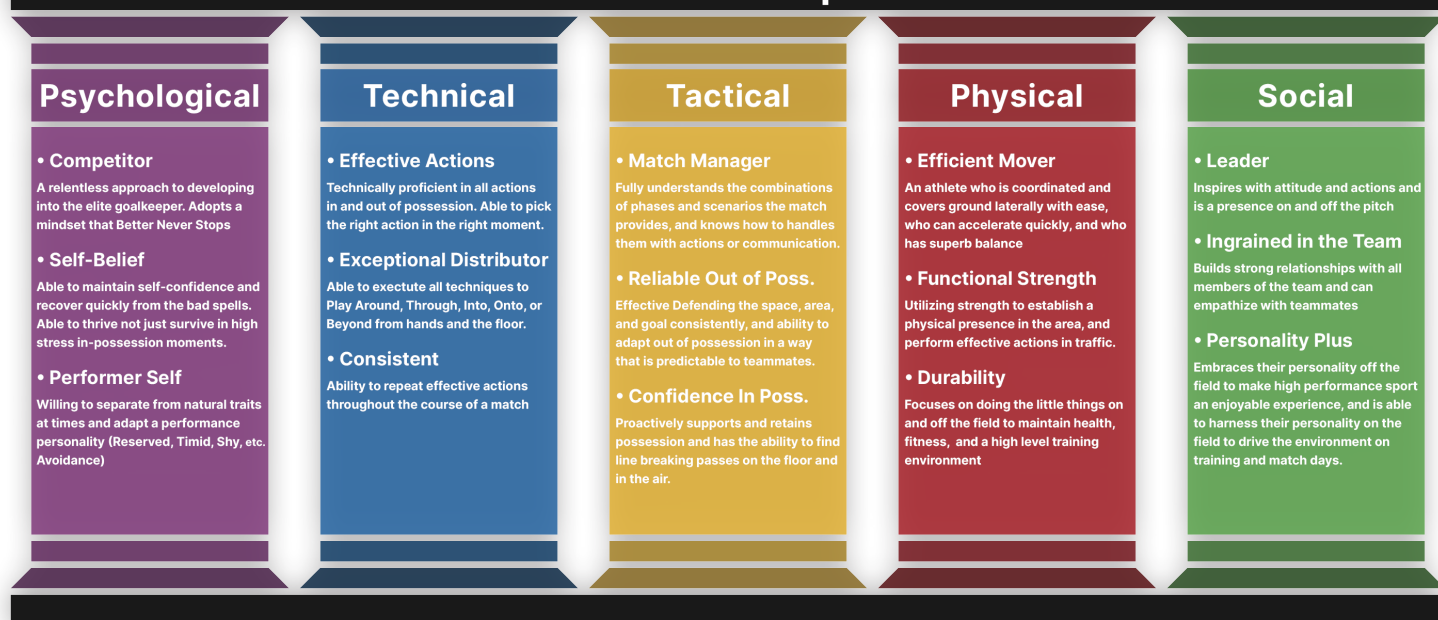 Psychological
• Competitor
A relentless approach to developing
into the elite goalkeeper. Adopts a
mindset that Better Never Stops
• Self-Belief
Able to maintain self-confidence and
recover quickly from the bad spells.
Able to thrive not just survive in high
stress in-possession moments.
• Performer Self
Willing to separate from natural traits
at times and adapt a performance
personality (Reserved, Timid, Shy, etc.
Avoidance)
Technical
• Effective Actions
Technically proficient in all actions
in and out of possession. Able to pick
the right action in the right moment.
• Exceptional Distributor
Able to exectute all techniques to
Play Around, Through, Into, Onto, or
Beyond from hands and the floor.
• Consistent
Ability to repeat effective actions
throughout the course of a match
Tactical
• Match Manager
Fully understands the combinations
of phases and scenarios the match
provides, and knows how to handles
them with actions or communication.
• Reliable Out of Poss.
Effective Defending the space, area,
and goal consistently, and ability to
adapt out of possession in a way
that is predictable to teammates.
• Confidence In Poss.
Proactively supports and retains
possession and has the ability to find
line breaking passes on the floor and
in the air.
Physical
• Efficient Mover
An athlete who is coordinated and
covers ground laterally with ease,
who can accelerate quickly, and who
has superb balance
• Functional Strength
Utilizing strength to establish a
physical presence in the area, and
perform effective actions in traffic.
• Durability
Focuses on doing the little things on
and off the field to maintain health,
fitness, and a high level training
environment
Social
• Leader
Inspires with attitude and actions and
is a presence on and off the pitch
• Ingrained in the Team
Builds strong relationships with all
members of the team and can
empathize with teammates
• Personality Plus
Embraces their personality off the
field to make high performance sport
an enjoyable experience, and is able
to harness their personality on the
field to drive the environment on
training and match days.